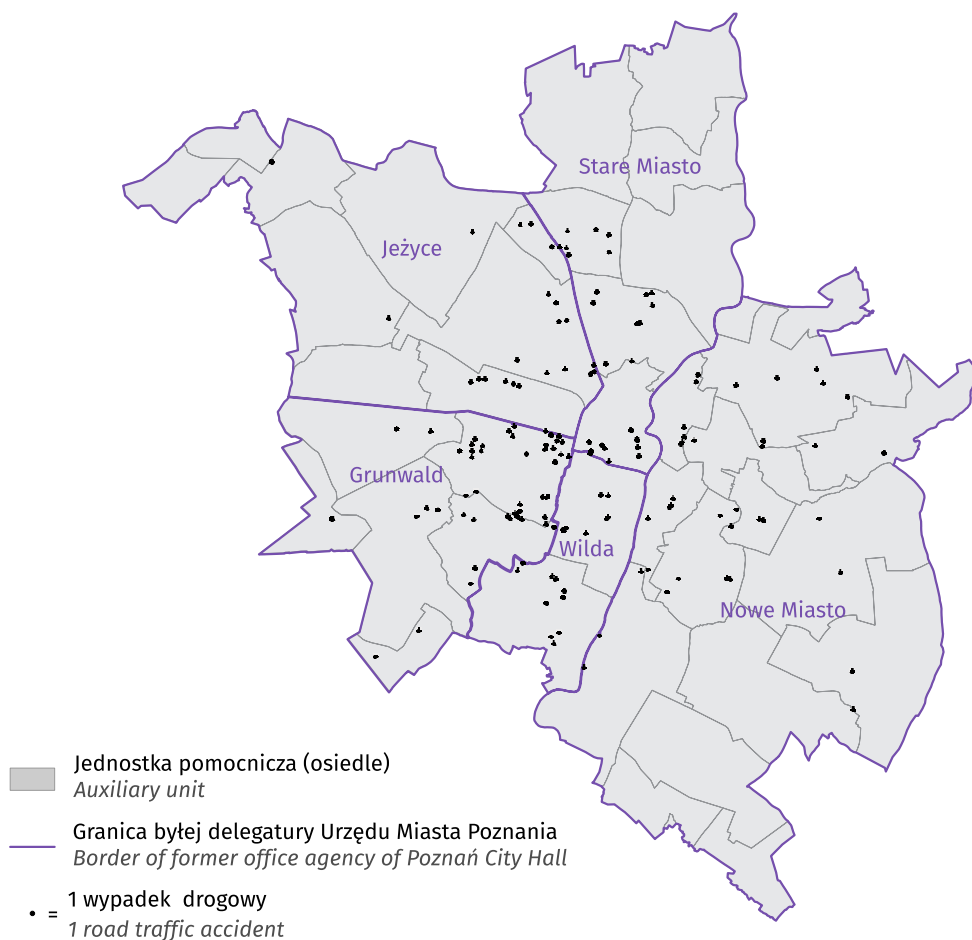 Stare Miasto
Jeżyce
Grunwald
Wilda
Nowe Miasto
Jednostka pomocnicza (osiedle)
Auxiliary unit
Granica byłej delegatury Urzędu Miasta Poznania
Border of former office agency of Poznań City Hall
= 1 wypadek drogowy
1 road traffic accident